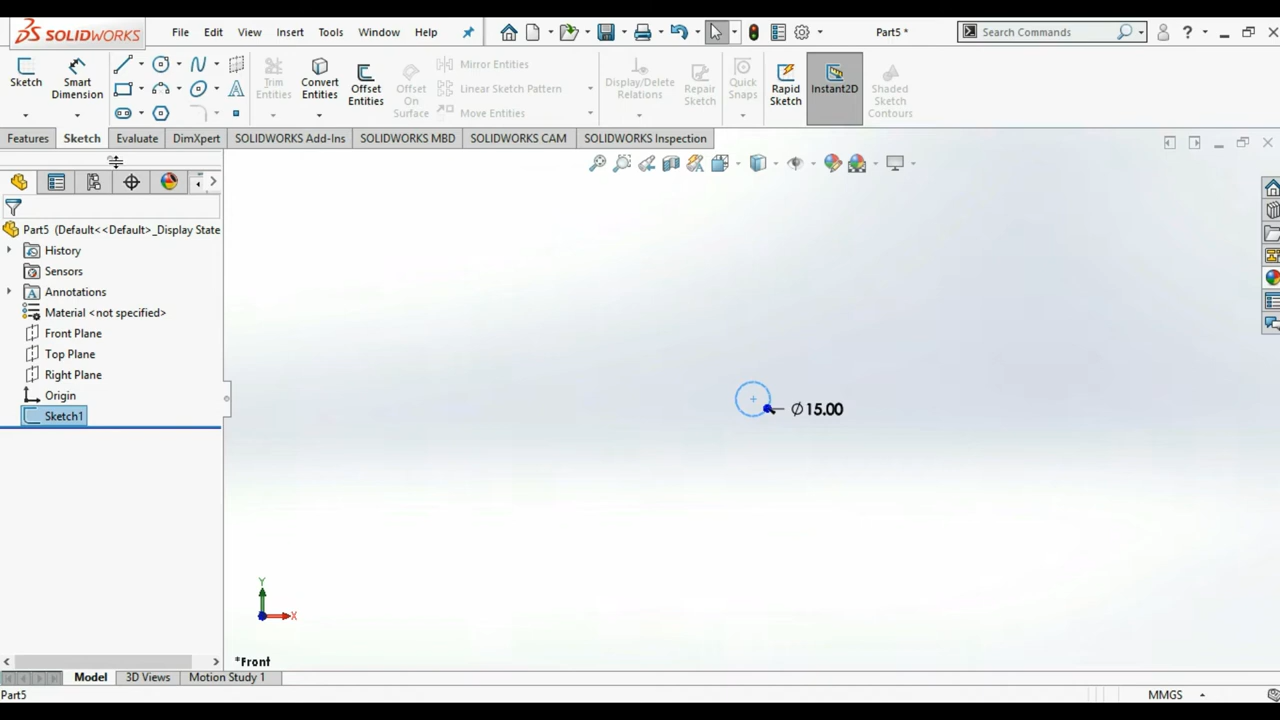 SOLIDWORKS File Edit View Insert Tools Window Help Part5 * Search Commands ?
Sketch Smart Dimension Trim Entities Convert Entities Offset Entities Offset On Surface Mirror Entities Linear Sketch Pattern Move Entities Display/Delete Relations Repair Sketch Quick Snaps Rapid Sketch Instant2D Shaded Sketch Contours
Features Sketch Evaluate DimXpert SOLIDWORKS Add-Ins SOLIDWORKS MBD SOLIDWORKS CAM SOLIDWORKS Inspection
Part5 (Default<<Default>_Display State
History
Sensors
Annotations
Material <not specified>
Front Plane
Top Plane
Right Plane
Origin
Sketch1
∅15.00
Y
X
*Front
Model 3D Views Motion Study 1
Part5 MMGS